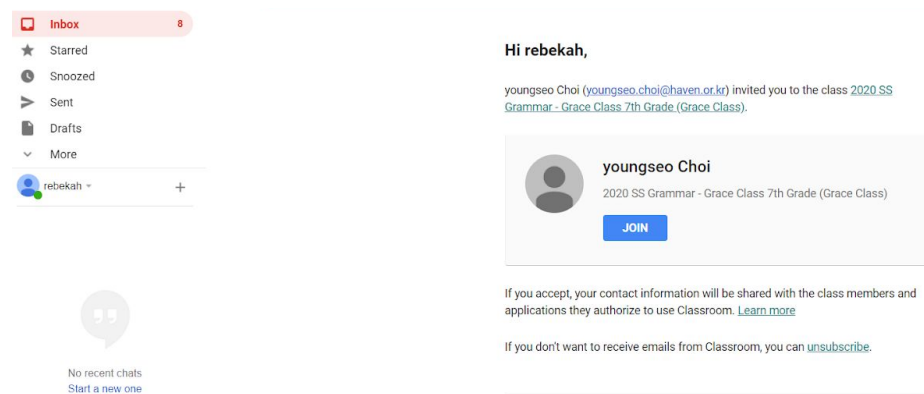 Inbox 8
Starred
Snoozed
Sent
Drafts
More
rebekah
No recent chats
Start a new one
Hi rebekah,
youngseo Choi (youngseo.choi@haven.or.kr) invited you to the class 2020 SS
Grammar - Grace Class 7th Grade (Grace Class).
youngseo Choi
2020 SS Grammar - Grace Class 7th Grade (Grace Class)
JOIN
If you accept, your contact information will be shared with the class members and
applications they authorize to use Classroom. Learn more
If you don't want to receive emails from Classroom, you can unsubscribe.